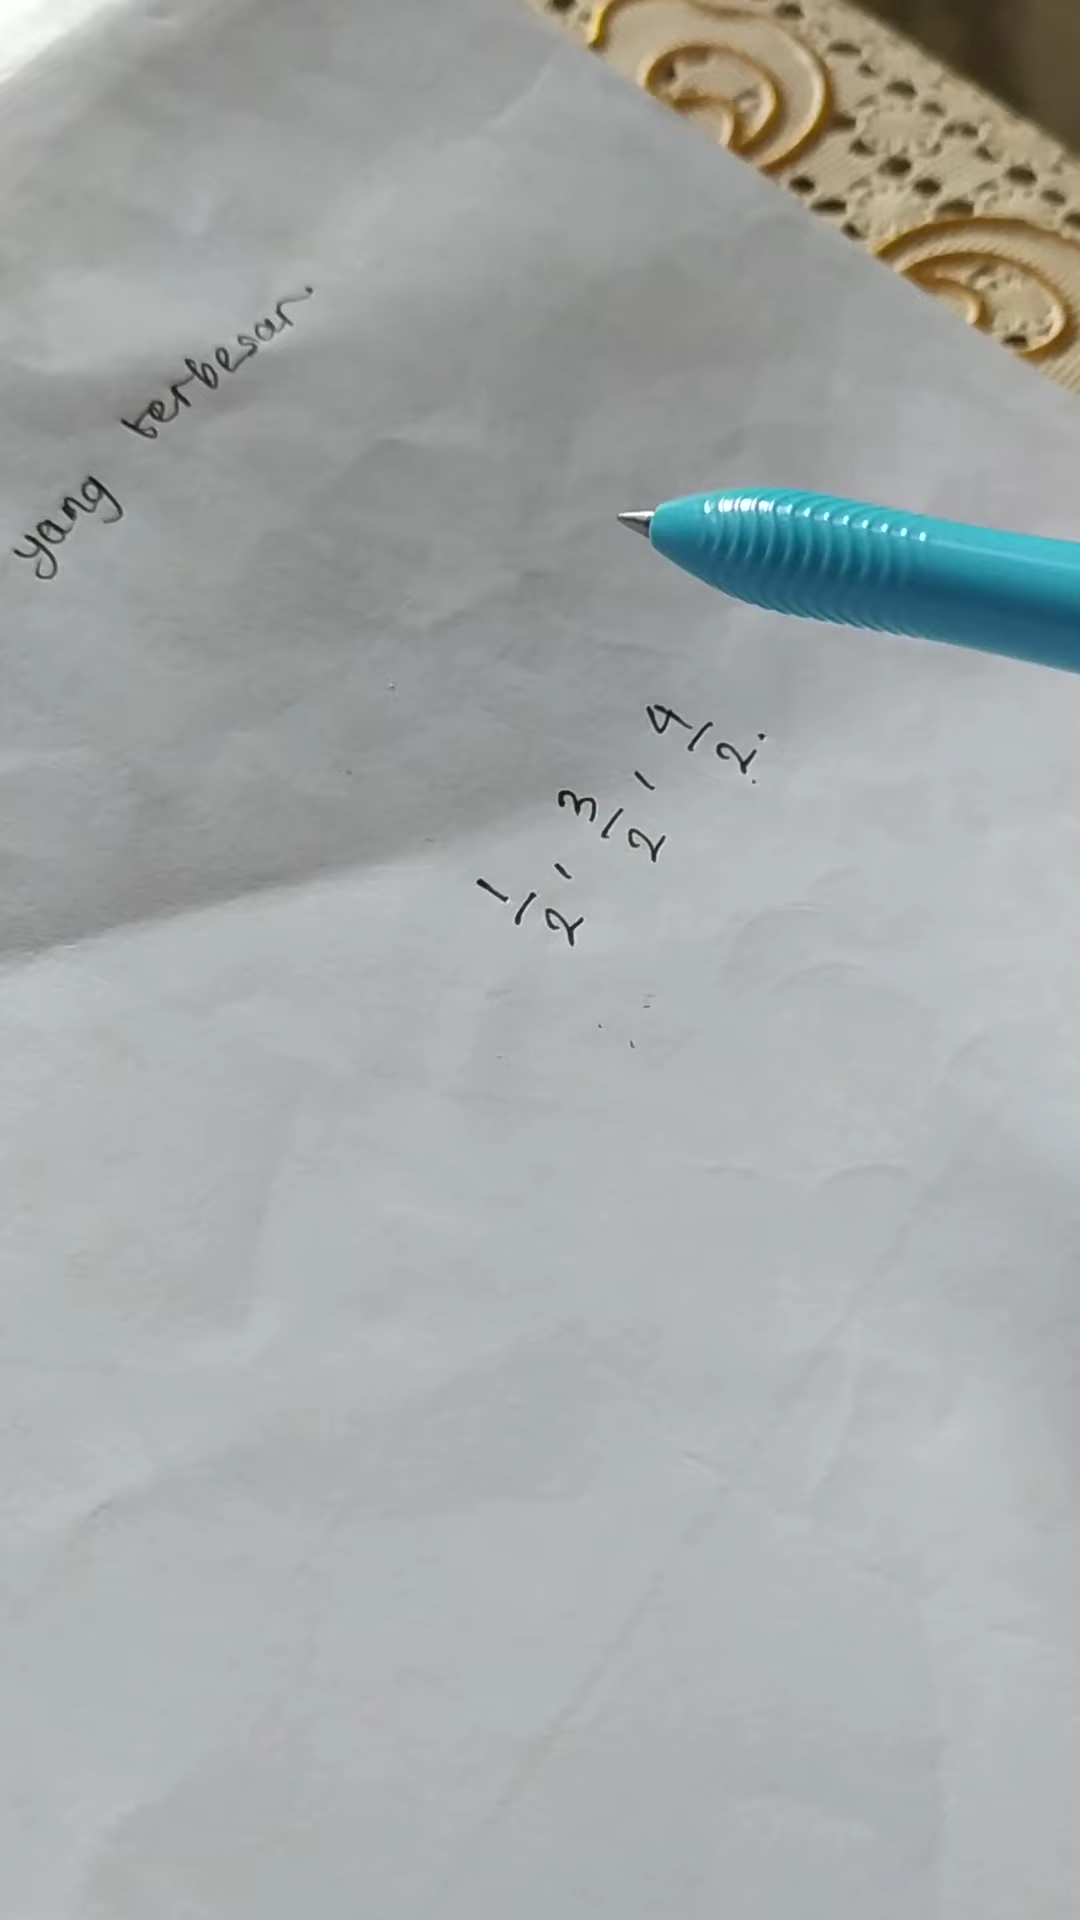 yang terbesar
1/2, 3/2, 4/2.